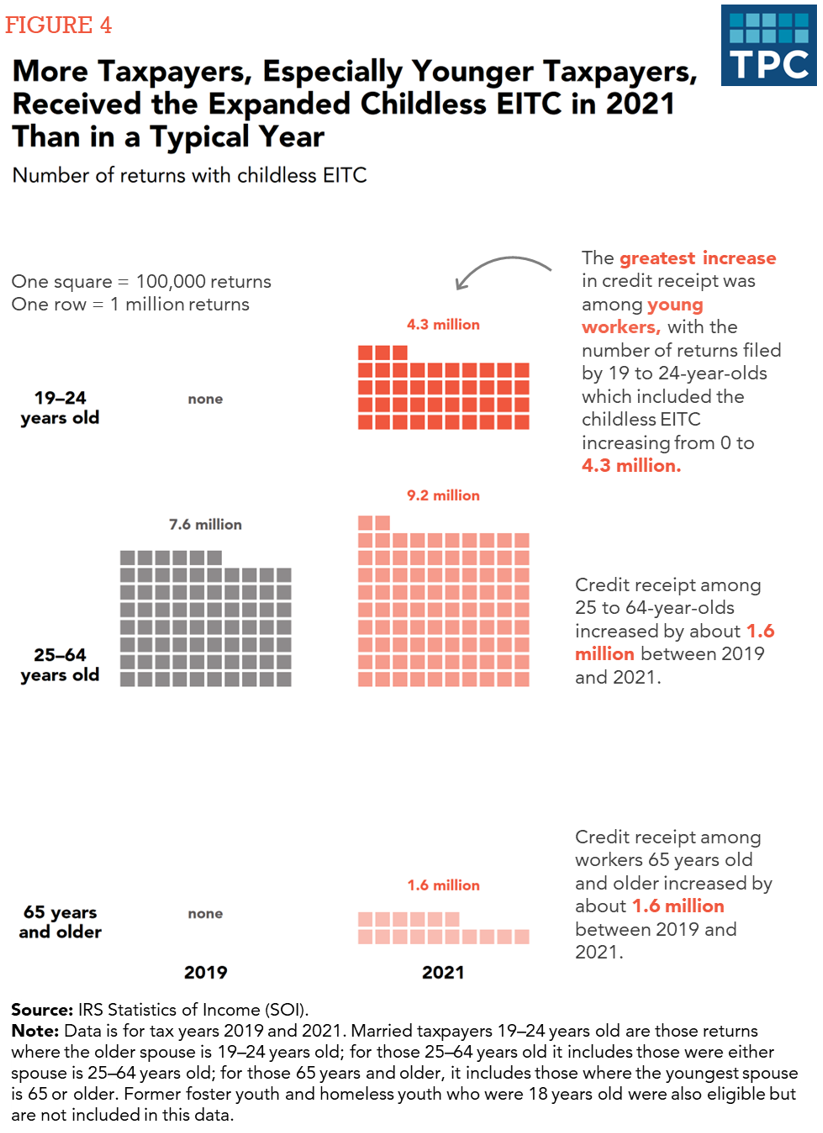 FIGURE 4
TPC
More Taxpayers, Especially Younger Taxpayers,
Received the Expanded Childless EITC in 2021
Than in a Typical Year
Number of returns with childless EITC
One square = 100,000 returns
One row = 1 million returns
The greatest increase
in credit receipt was
among young
workers, with the
number of returns filed
by 19 to 24-year-olds
which included the
childless EITC
increasing from 0 to
4.3 million.
4.3 million
19–24
years old
none
7.6 million
9.2 million
25–64
years old
Credit receipt among
25 to 64-year-olds
increased by about 1.6
million between 2019
and 2021.
1.6 million
65 years
and older
none
Credit receipt among
workers 65 years old
and older increased by
about 1.6 million
between 2019 and
2021.
2019
2021
Source: IRS Statistics of Income (SOI).
Note: Data is for tax years 2019 and 2021. Married taxpayers 19–24 years old are those returns
where the older spouse is 19–24 years old; for those 25–64 years old it includes those were either
spouse is 25–64 years old; for those 65 years and older, it includes those where the youngest spouse
is 65 or older. Former foster youth and homeless youth who were 18 years old were also eligible but
are not included in this data.